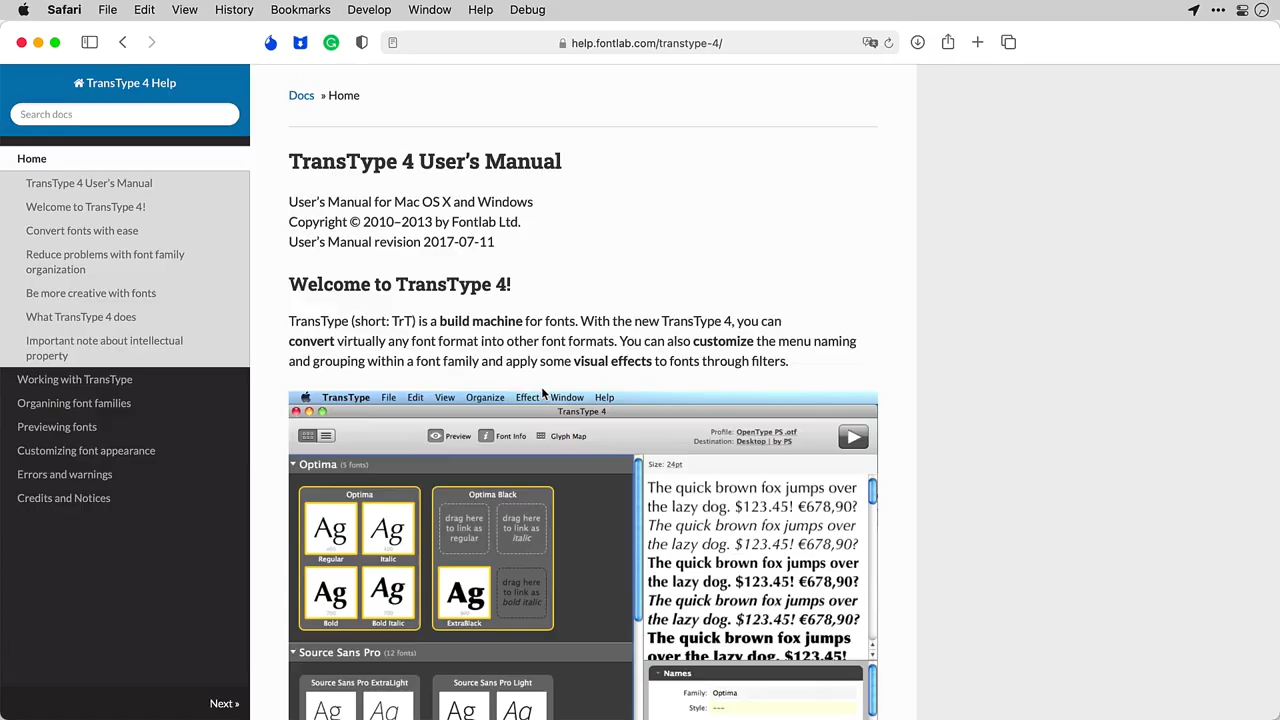 Safari File Edit View History Bookmarks Develop Window Help Debug
help.fontlab.com/transtype-4/
TransType 4 Help
Search docs
Home
TransType 4 User's Manual
Welcome to TransType 4!
Convert fonts with ease
Reduce problems with font family
organization
Be more creative with fonts
What TransType 4 does
Important note about intellectual
property
Working with TransType
Organining font families
Previewing fonts
Customizing font appearance
Errors and warnings
Credits and Notices
Next »
Docs » Home
TransType 4 User's Manual
User's Manual for Mac OS X and Windows
Copyright © 2010–2013 by Fontlab Ltd.
User's Manual revision 2017-07-11
Welcome to TransType 4!
TransType (short: TrT) is a build machine for fonts. With the new TransType 4, you can
convert virtually any font format into other font formats. You can also customize the menu naming
and grouping within a font family and apply some visual effects to fonts through filters.
TransType File Edit View Organize Effect Window Help
TransType 4
Preview Font Info Glyph Map
Profile: OpenType PS .otf
Destination: Desktop | by PS
Optima (5 fonts)
Optima
Ag Ag
Regular Italic
Ag Ag
Bold Bold Italic
Optima Black
drag here
to link as
regular
drag here
to link as
italic
Ag
ExtraBlack
drag here
to link as
bold italic
Source Sans Pro (12 fonts)
Source Sans Pro ExtraLight
Ag Ag
Source Sans Pro Light
Ag Ag
Size: 24pt
The quick brown fox jumps over
the lazy dog. $123.45! €678,90?
The quick brown fox jumps over
the lazy dog. $123.45! €678,90?
The quick brown fox jumps over
the lazy dog. $123.45! €678,90?
The quick brown fox jumps over
the lazy dog. $123.45! €678,90?
The quick brown fox jumps
over the lazy dog. $123.45!
Names
Family: Optima
Style: ---